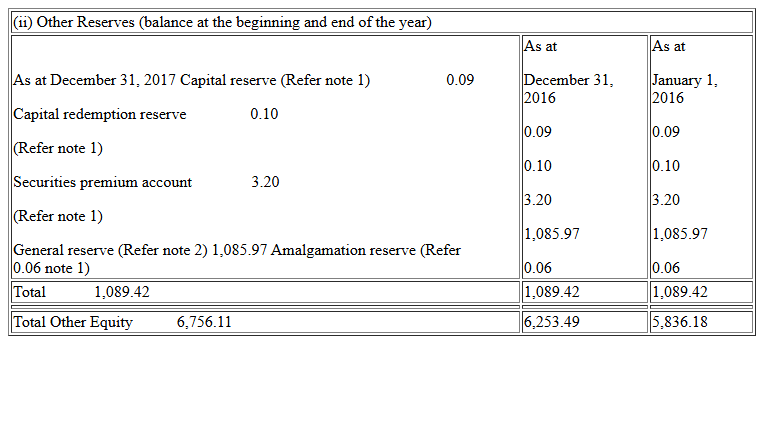 (ii) Other Reserves (balance at the beginning and end of the year)
As at December 31, 2017 Capital reserve (Refer note 1) 0.09
Capital redemption reserve 0.10
(Refer note 1)
Securities premium account 3.20
(Refer note 1)
General reserve (Refer note 2) 1,085.97 Amalgamation reserve (Refer
0.06 note 1)
As at
December 31,
2016
0.09
0.10
3.20
1,085.97
0.06
As at
January 1,
2016
0.09
0.10
3.20
1,085.97
0.06
Total 1,089.42 1,089.42 1,089.42
Total Other Equity 6,756.11 6,253.49 5,836.18